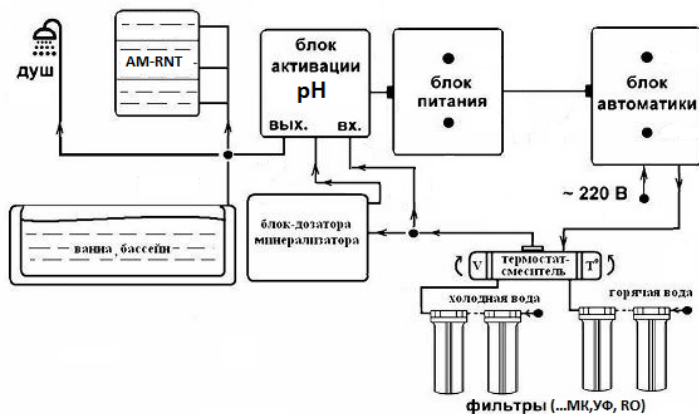 душ
AM-RNT
блок
активации
pH
вых. вх.
блок
питания
блок
автоматики
~ 220 В
ванна, бассейн
блок-дозатора
минерализатора
V
термостат-
смеситель
T°
холодная вода
горячая вода
фильтры (...МК,УФ, RO)